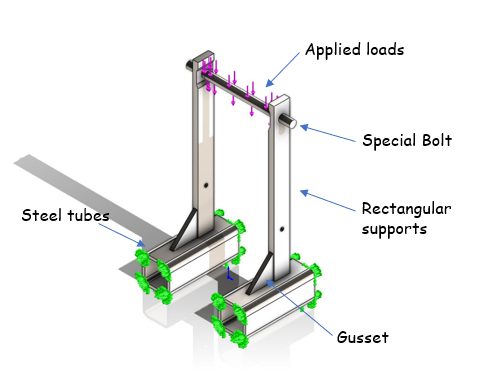 Applied loads
Special Bolt
Rectangular
supports
Steel tubes
Gusset